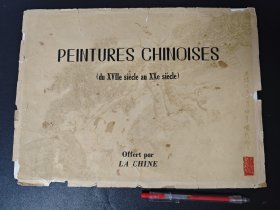 PEINTURES CHINOISES
(du XVIIe siècle au XXe siècle)
Offert par
LA CHINE